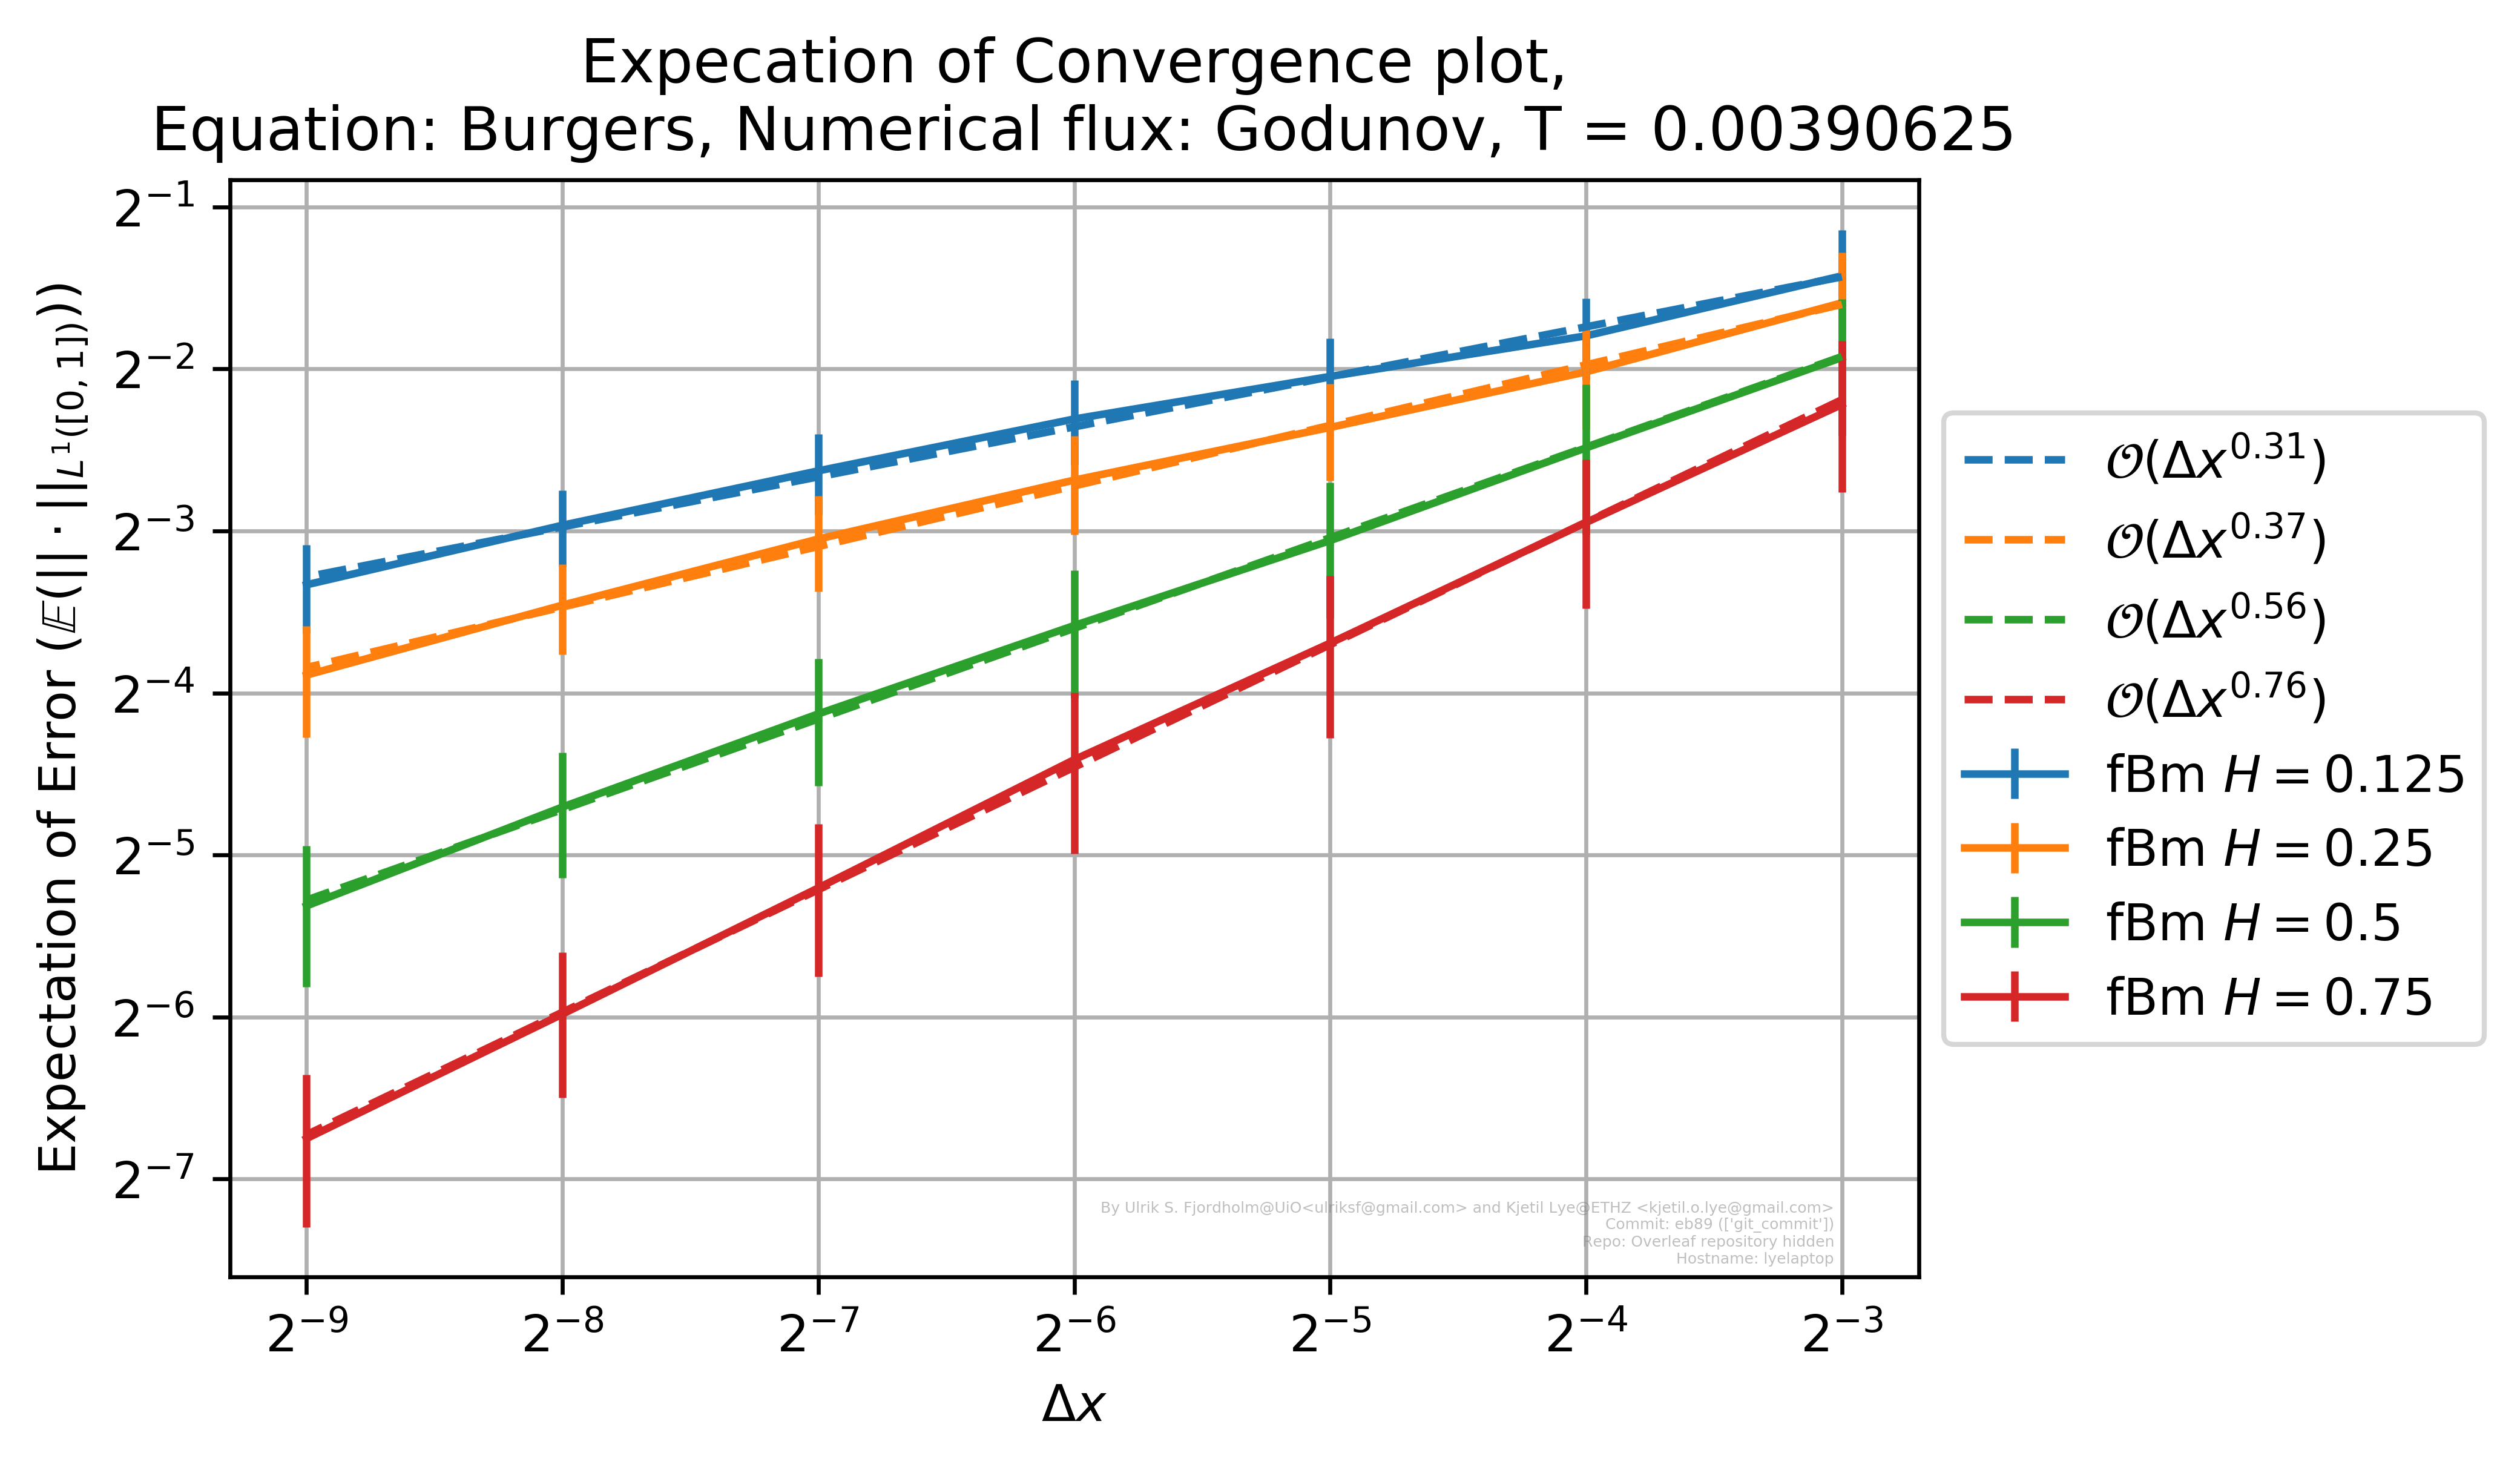 Expecation of Convergence plot,
Equation: Burgers, Numerical flux: Godunov, T = 0.00390625
Expectation of Error (𝔼(||·||_{L^1([0, 1])}))
2^{-1}
2^{-2}
2^{-3}
2^{-4}
2^{-5}
2^{-6}
2^{-7}
2^{-9}
2^{-8}
2^{-7}
2^{-6}
2^{-5}
2^{-4}
2^{-3}
Δx
𝒪(Δx^{0.31})
𝒪(Δx^{0.37})
𝒪(Δx^{0.56})
𝒪(Δx^{0.76})
fBm H = 0.125
fBm H = 0.25
fBm H = 0.5
fBm H = 0.75
By Ulrik S. Fjordholm@UiO<ulriksf@gmail.com> and Kjetil Lye@ETHZ <kjetil.o.lye@gmail.com>
Commit: eb89 (['git_commit'])
Repo: Overleaf repository hidden
Hostname: lyelaptop